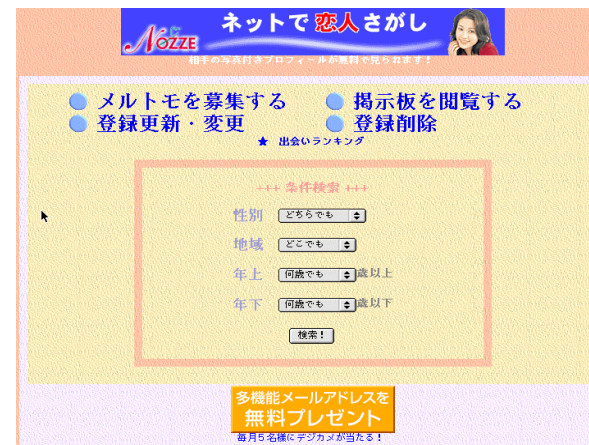 ネットで恋人さがし
Nozze
相手の写真付きプロフィールが無料で見られます!
メルトモを募集する 掲示板を閲覧する
登録更新・変更 登録削除
★ 出会いランキング
+++ 条件検索 +++
性別 どちらでも
地域 どこでも
年上 何歳でも 歳以上
年下 何歳でも 歳以下
検索!
多機能メールアドレスを
無料プレゼント
毎月5名様にデジカメが当たる!